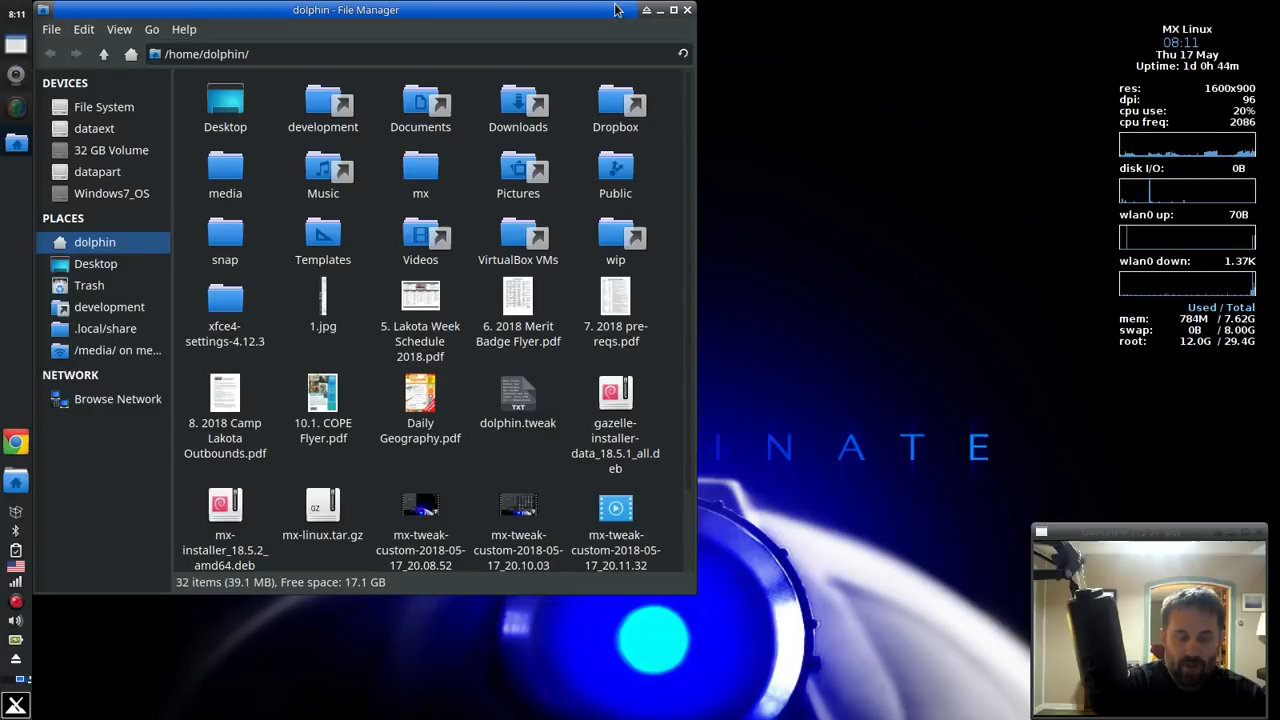 8:11
dolphin - File Manager
File Edit View Go Help
/home/dolphin/
DEVICES
File System
dataext
32 GB Volume
datapart
Windows7_OS
PLACES
dolphin
Desktop
Trash
development
.local/share
/media/ on me...
NETWORK
Browse Network
Desktop
development
Documents
Downloads
Dropbox
media
Music
mx
Pictures
Public
snap
Templates
Videos
VirtualBox VMs
wip
xfce4-
settings-4.12.3
1.jpg
5. Lakota Week
Schedule
2018.pdf
6. 2018 Merit
Badge Flyer.pdf
7. 2018 pre-
reqs.pdf
8. 2018 Camp
Lakota
Outbounds.pdf
10.1. COPE
Flyer.pdf
Daily
Geography.pdf
TXT
dolphin.tweak
gazelle-
installer-
data_18.5.1_all.d
eb
mx-
installer_18.5.2_
amd64.deb
GZ
mx-linux.tar.gz
mx-tweak-
custom-2018-05-
17_20.08.52
mx-tweak-
custom-2018-05-
17_20.10.03
mx-tweak-
custom-2018-05-
17_20.11.32
32 items (39.1 MB), Free space: 17.1 GB
MX Linux
08:11
Thu 17 May
Uptime: 1d 0h 44m
res: 1600x900
dpi: 96
cpu use: 20%
cpu freq: 2086
disk I/O: 0B
wlan0 up: 70B
wlan0 down: 1.37K
Used / Total
mem: 784M / 7.62G
swap: 0B / 8.00G
root: 12.0G / 29.4G
I N A T E